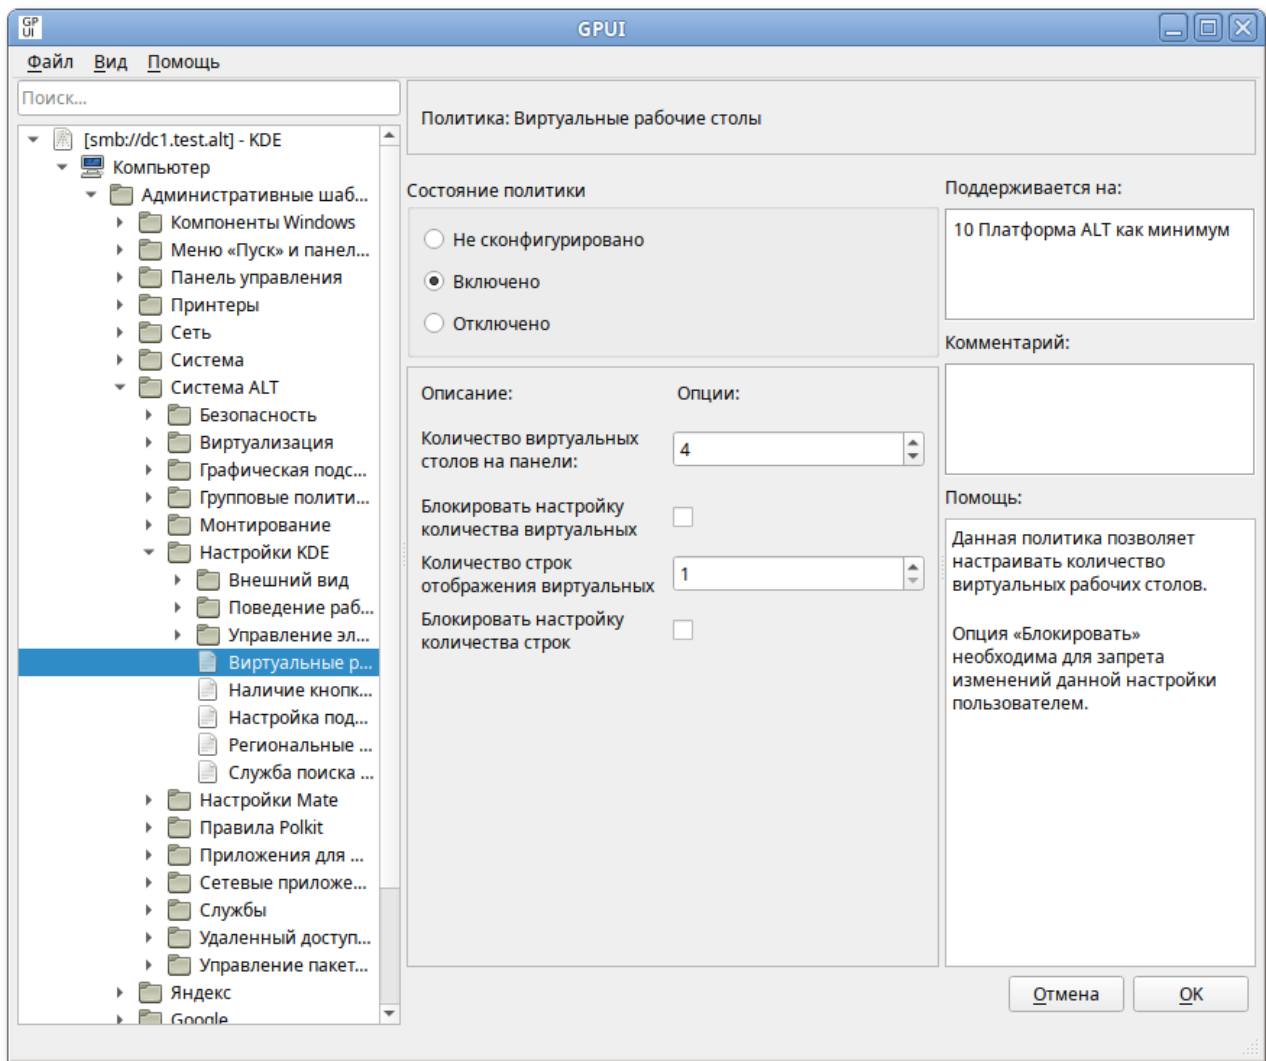 GP
UI
GPUI
Файл Вид Помощь
Поиск...
[smb://dc1.test.alt] - KDE
Компьютер
Административные шаб...
Компоненты Windows
Меню «Пуск» и панел...
Панель управления
Принтеры
Сеть
Система
Система ALT
Безопасность
Виртуализация
Графическая подс...
Групповые полити...
Монтирование
Настройки KDE
Внешний вид
Поведение раб...
Управление эл...
Виртуальные р...
Наличие кнопк...
Настройка под...
Региональные ...
Служба поиска ...
Настройки Mate
Правила Polkit
Приложения для ...
Сетевые приложе...
Службы
Удаленный доступ...
Управление пакет...
Яндекс
Google
Политика: Виртуальные рабочие столы
Состояние политики
Не сконфигурировано
Включено
Отключено
Описание: Опции:
Количество виртуальных
столов на панели:
4
Блокировать настройку
количества виртуальных
Количество строк
отображения виртуальных
1
Блокировать настройку
количества строк
Поддерживается на:
10 Платформа ALT как минимум
Комментарий:
Помощь:
Данная политика позволяет
настраивать количество
виртуальных рабочих столов.
Опция «Блокировать»
необходима для запрета
изменений данной настройки
пользователем.
Отмена OK